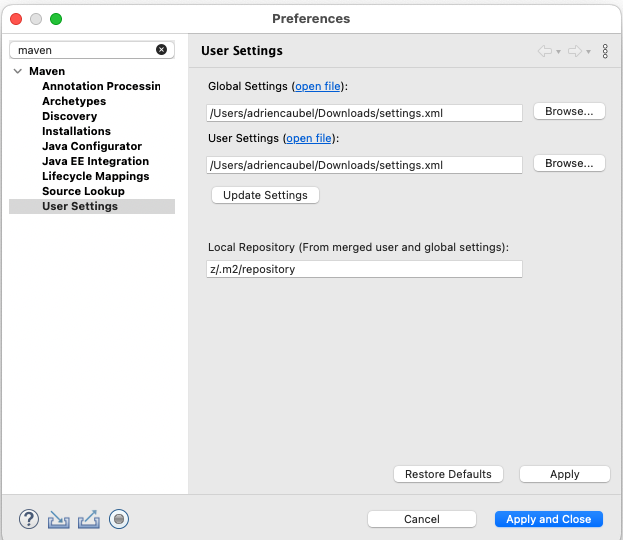 Preferences
maven
User Settings
Maven
Annotation Processin
Archetypes
Discovery
Installations
Java Configurator
Java EE Integration
Lifecycle Mappings
Source Lookup
User Settings
Global Settings (open file):
/Users/adriencaubel/Downloads/settings.xml
Browse...
User Settings (open file):
/Users/adriencaubel/Downloads/settings.xml
Browse...
Update Settings
Local Repository (From merged user and global settings):
z/.m2/repository
Restore Defaults
Apply
?
Cancel
Apply and Close